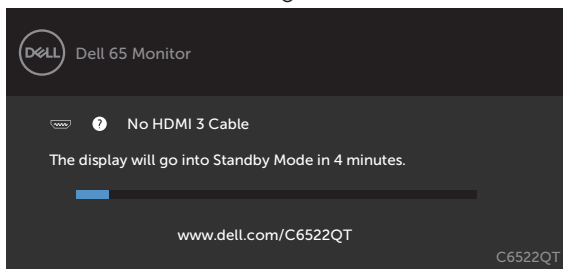 DELL Dell 65 Monitor
? No HDMI 3 Cable
The display will go into Standby Mode in 4 minutes.
www.dell.com/C6522QT
C6522QT